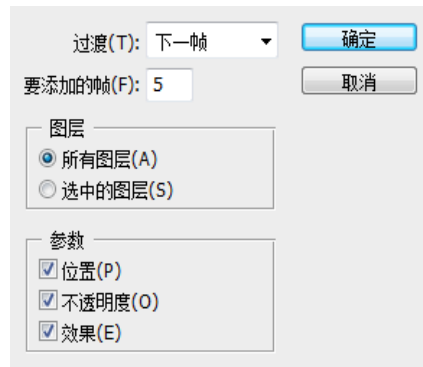 过渡(T): 下一帧 确定
要添加的帧(F): 5 取消
图层
所有图层(A)
选中的图层(S)
参数
位置(P)
不透明度(O)
效果(E)